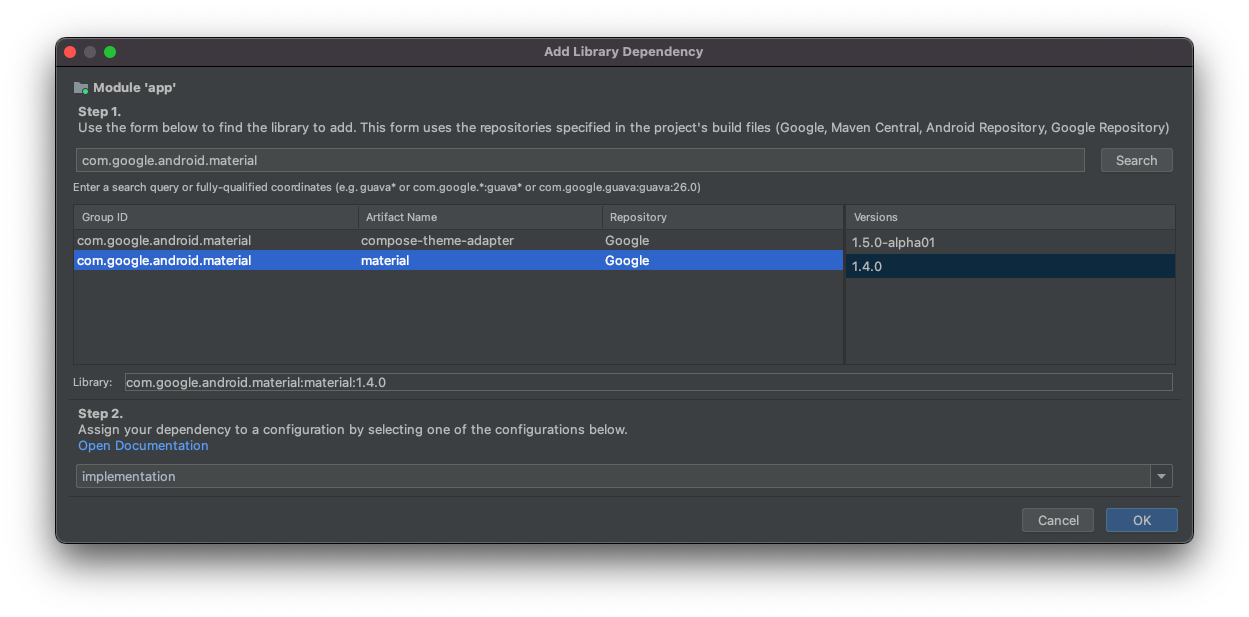 Add Library Dependency
Module 'app'
Step 1.
Use the form below to find the library to add. This form uses the repositories specified in the project's build files (Google, Maven Central, Android Repository, Google Repository)
com.google.android.material Search
Enter a search query or fully-qualified coordinates (e.g. guava* or com.google.*:guava* or com.google.guava:guava:26.0)
Group ID Artifact Name Repository Versions
com.google.android.material compose-theme-adapter Google 1.5.0-alpha01
com.google.android.material material Google 1.4.0
Library: com.google.android.material:material:1.4.0
Step 2.
Assign your dependency to a configuration by selecting one of the configurations below.
Open Documentation
implementation
Cancel OK